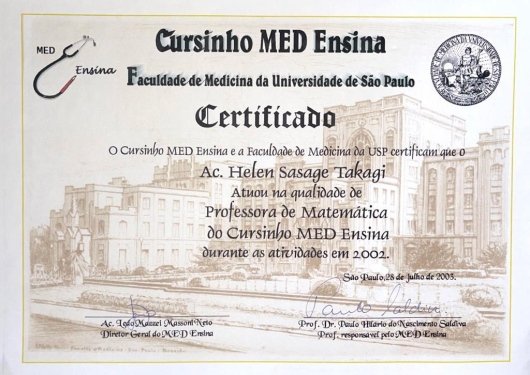 MED
Ensina
Cursinho MED Ensina
Faculdade de Medicina da Universidade de São Paulo
Certificado
O Cursinho MED Ensina e a Faculdade de Medicina da USP certificam que o
Ac. Helen Sasage Takagi
Atuou na qualidade de
Professora de Matemática
do Cursinho MED Ensina
durante as atividades em 2002.
São Paulo, 28 de julho de 2003.
Ac. Ledo Mazzei Massoni Neto
Diretor Geral do MED Ensina
Prof. Dr. Paulo Hilário do Nascimento Saldiva
Prof. responsável pelo MED Ensina